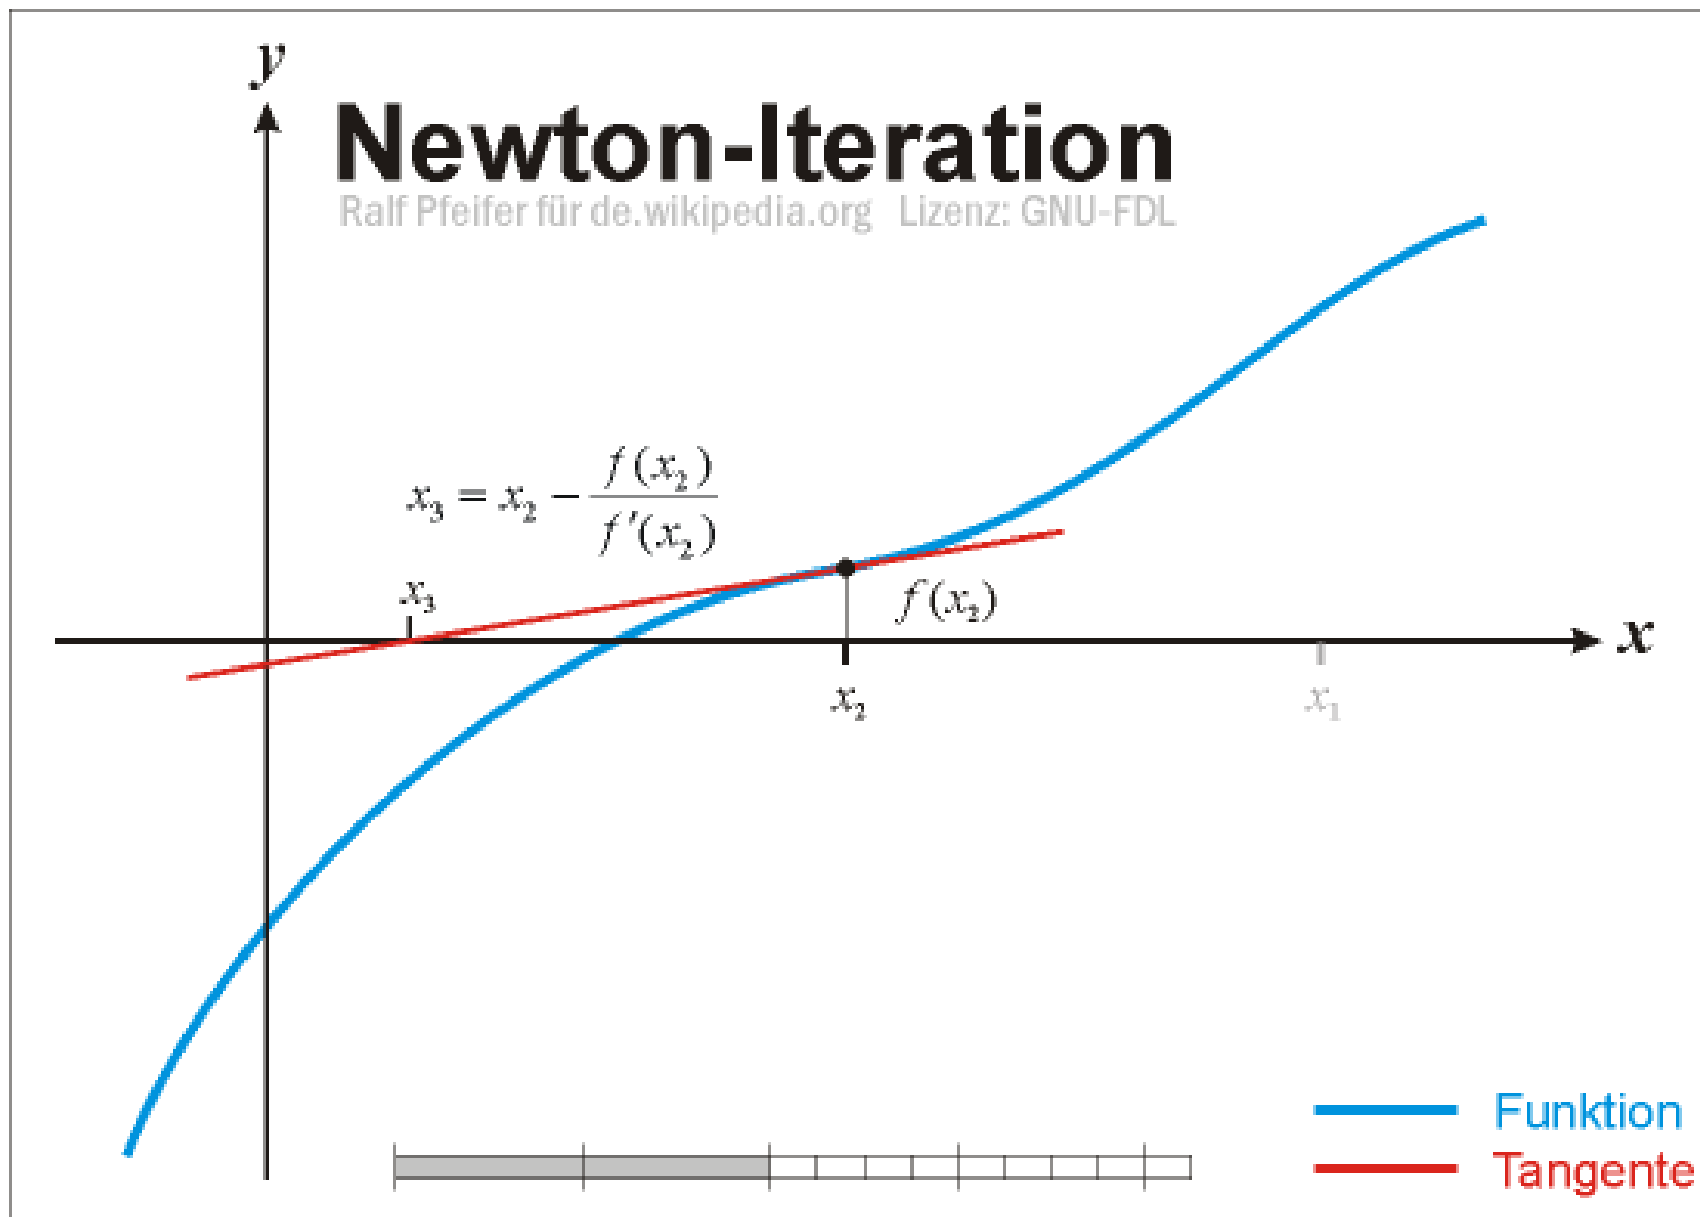 y
Newton-Iteration
Ralf Pfeifer für de.wikipedia.org Lizenz: GNU-FDL
x₃ = x₂ − f(x₂) / f'(x₂)
x₃
f(x₂)
x
x₂
x₁
Funktion
Tangente